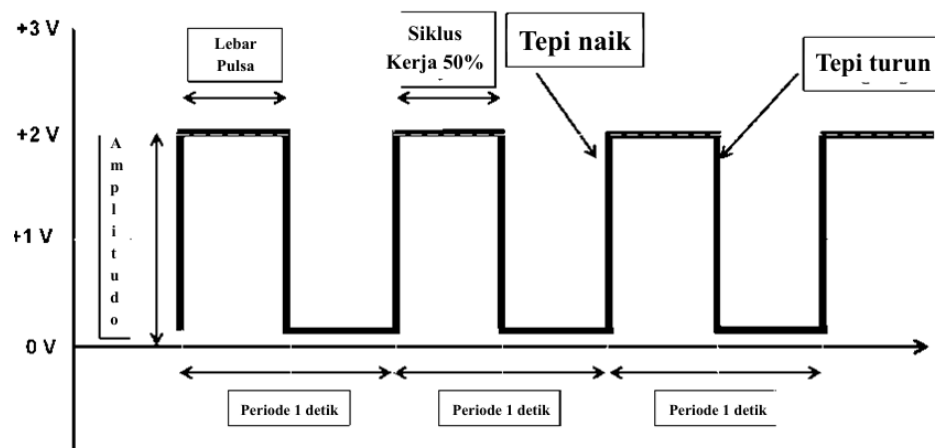 +3 V
Lebar
Pulsa
Siklus
Kerja 50%
Tepi naik
Tepi turun
+2 V
Amplitudo
+1 V
0 V
Periode 1 detik
Periode 1 detik
Periode 1 detik